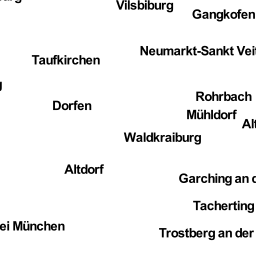 Vilsbiburg
Gangkofen
Neumarkt-Sankt Veit
Taufkirchen
Rohrbach
Dorfen
Mühldorf
Alt
Waldkraiburg
Altdorf
Garching an d
Tacherting
ei München
Trostberg an der